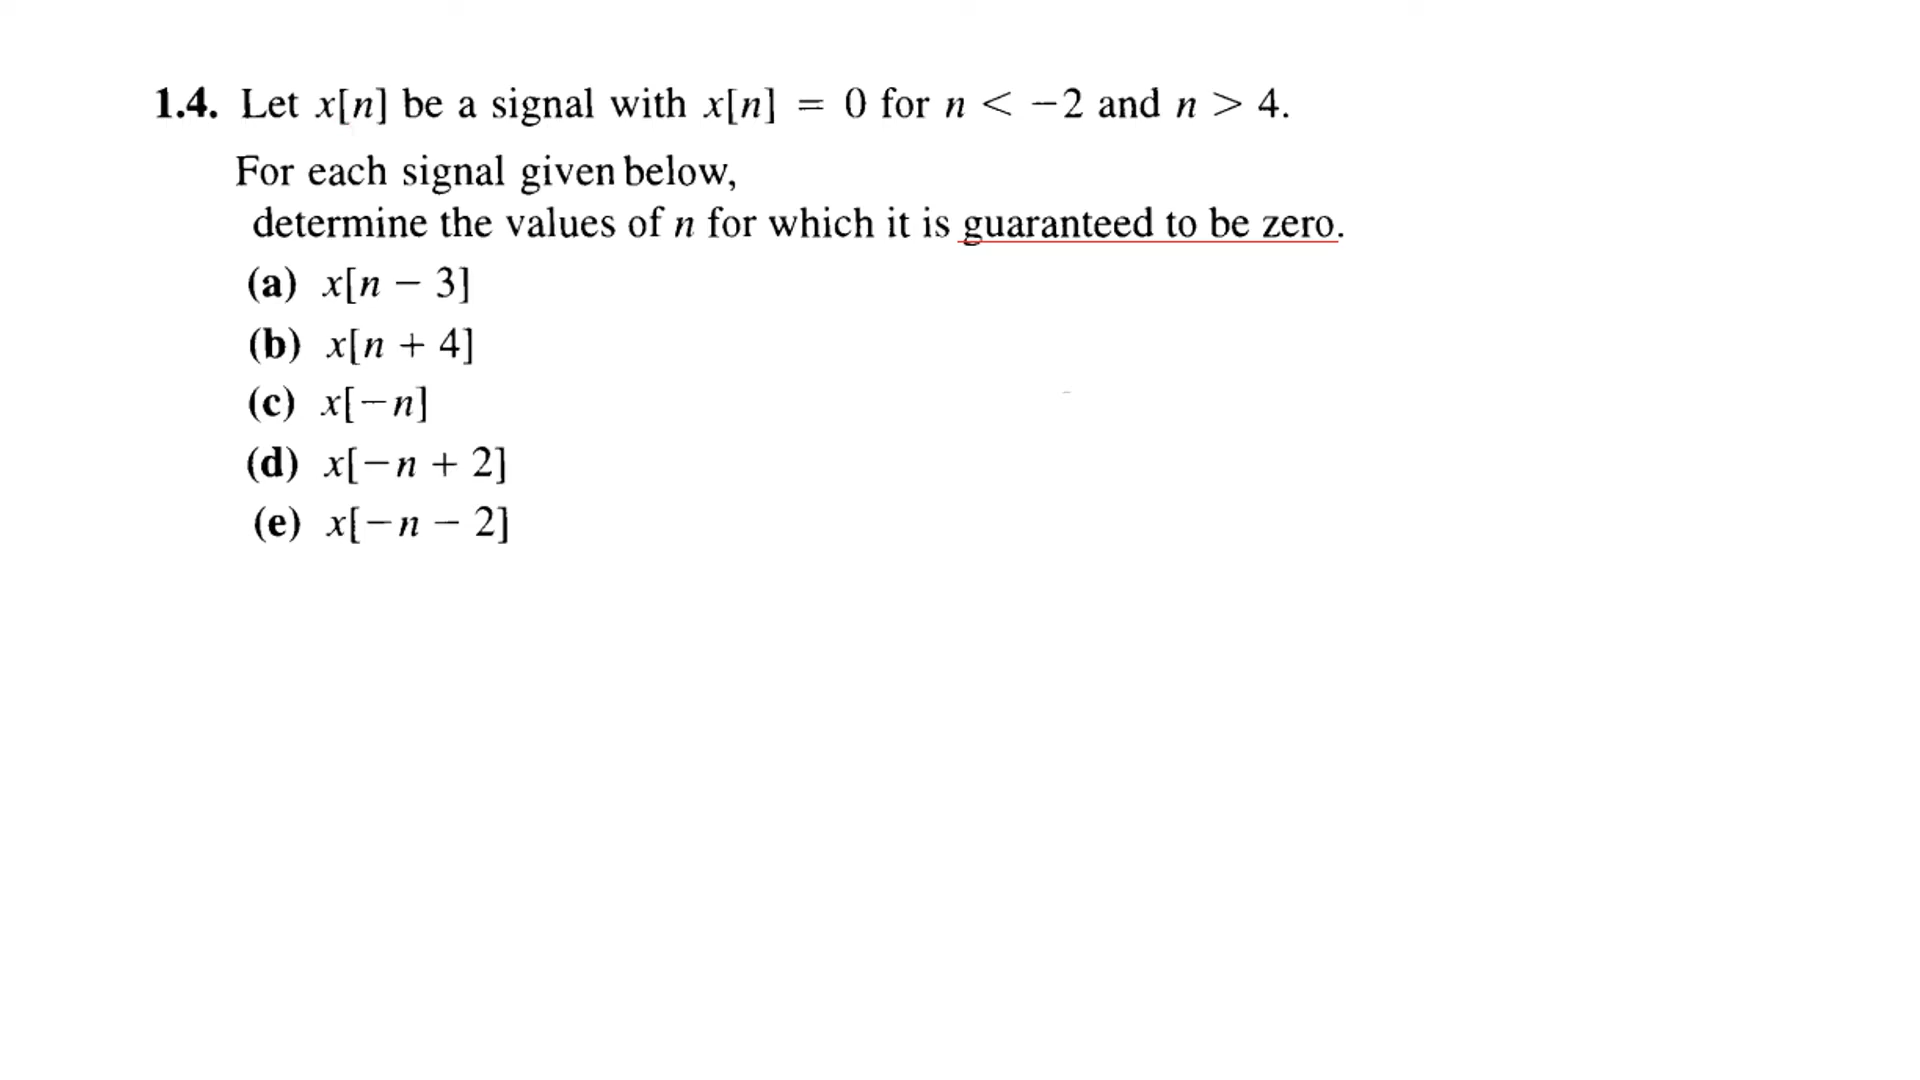 1.4. Let x[n] be a signal with x[n] = 0 for n < −2 and n > 4.
For each signal given below,
determine the values of n for which it is guaranteed to be zero.
(a) x[n − 3]
(b) x[n + 4]
(c) x[−n]
(d) x[−n + 2]
(e) x[−n − 2]